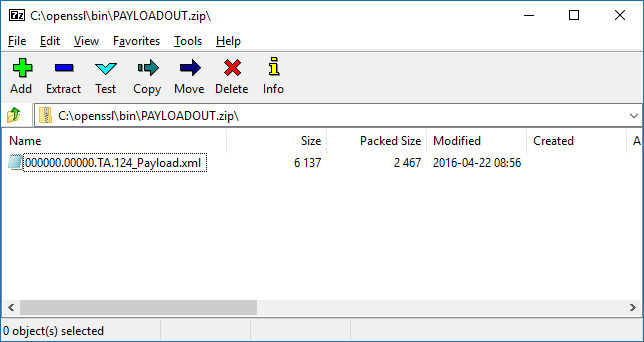 7z C:\openssl\bin\PAYLOADOUT.zip\
File Edit View Favorites Tools Help
Add Extract Test Copy Move Delete Info
C:\openssl\bin\PAYLOADOUT.zip\
Name Size Packed Size Modified Created A
000000.00000.TA.124_Payload.xml 6 137 2 467 2016-04-22 08:56
0 object(s) selected